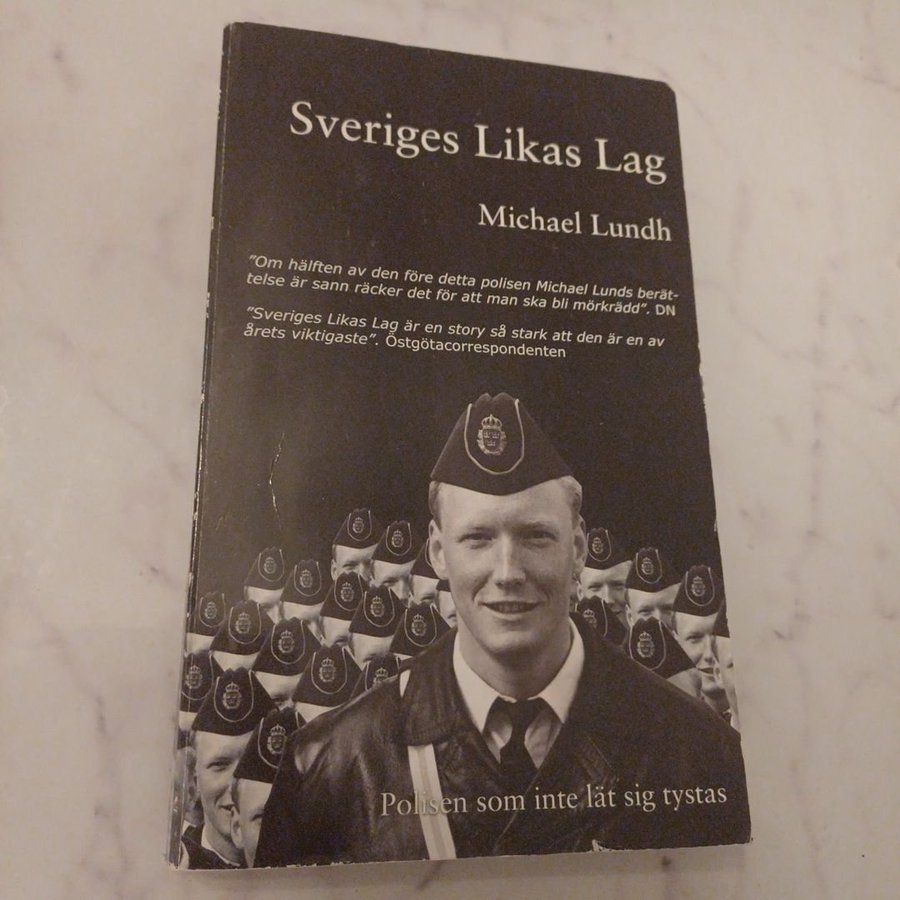 Sveriges Likas Lag
Michael Lundh
”Om hälften av den före detta polisen Michael Lunds berät-
telse är sann räcker det för att man ska bli mörkrädd”. DN
”Sveriges Likas Lag är en story så stark att den är en av
årets viktigaste”. Östgötacorrespondenten
Polisen som inte lät sig tystas